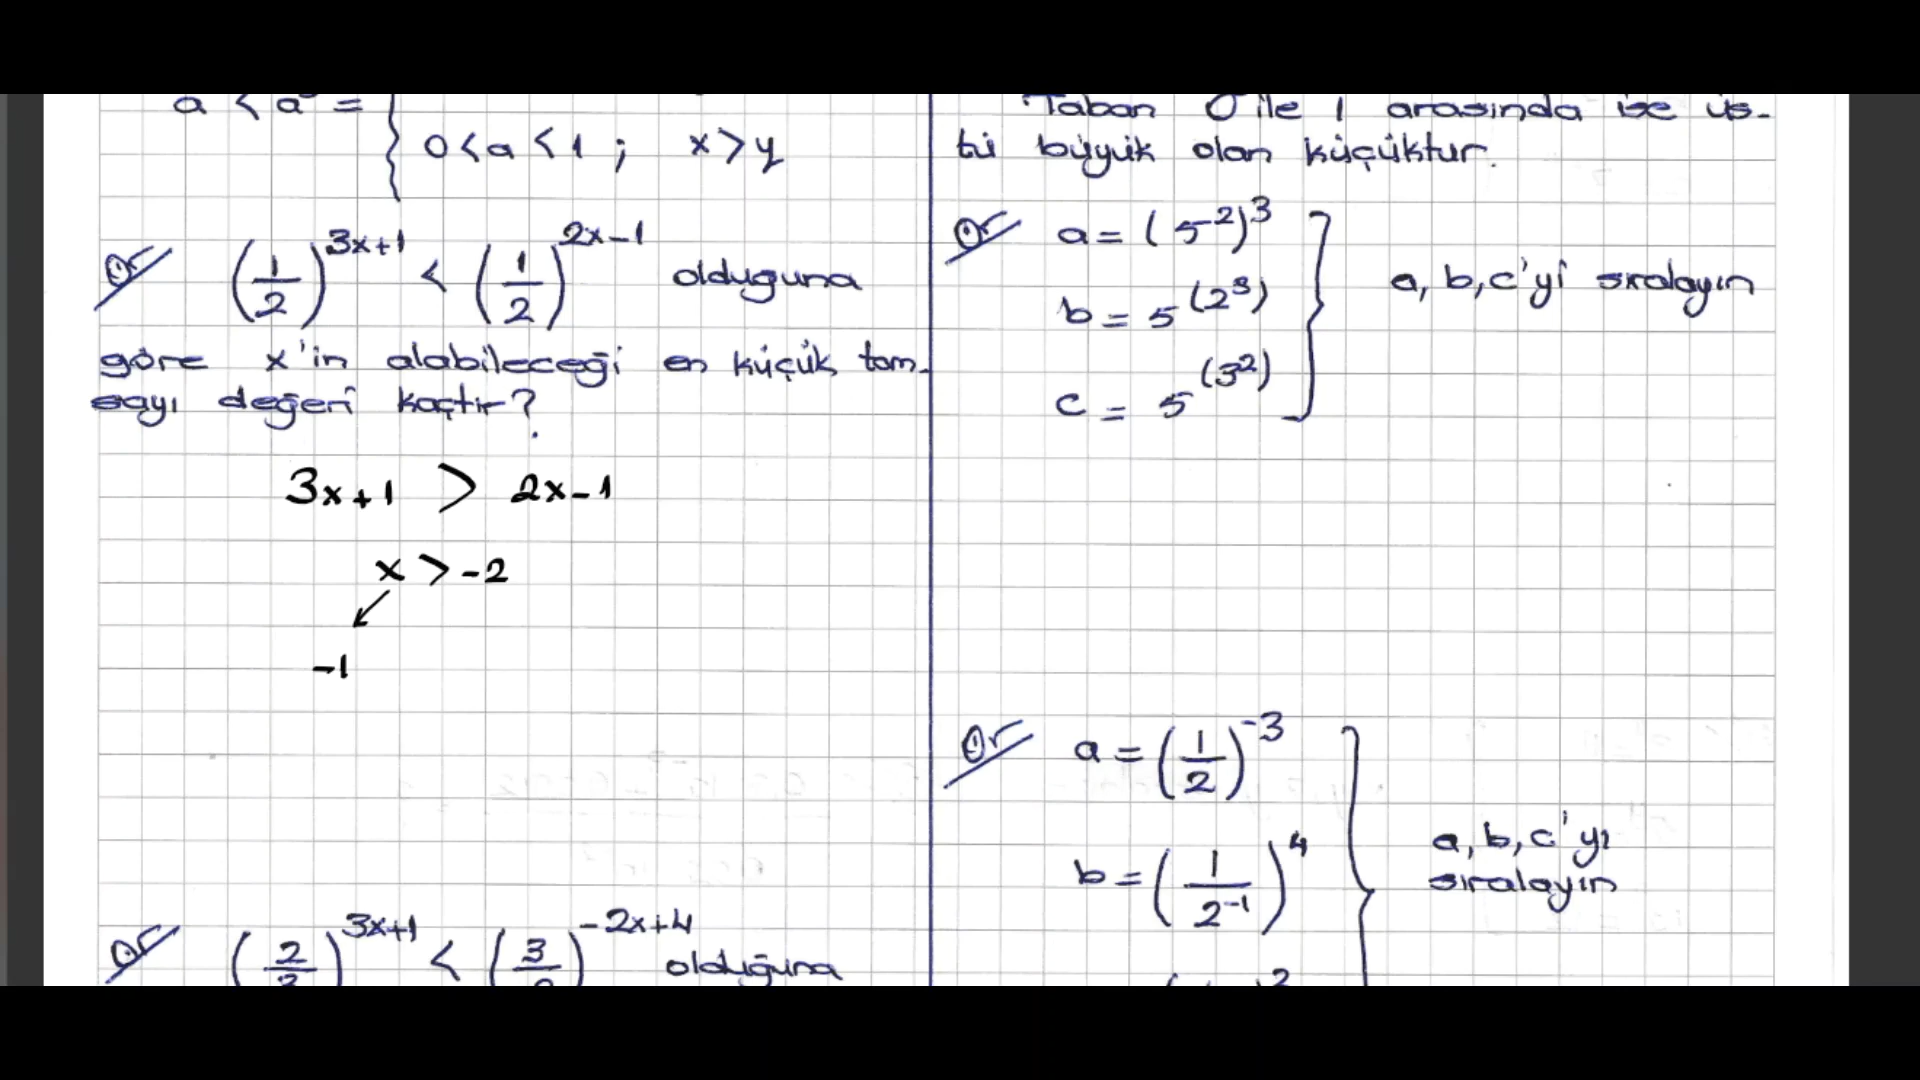 0<a<1 ; x>y
Ör (1/2)^(3x+1) < (1/2)^(2x-1) olduğuna
göre x'in alabileceği en küçük tam
sayı değeri kaçtır?
3x+1 > 2x-1
x > -2
-1
Ör (2/3)^(3x+1) < (3/2)^(-2x+4) olduğuna
Taban 0 ile 1 arasında ise üs-
tü büyük olan küçüktür.
Ör a = (5^2)^3
b = 5^(2^3)
c = 5^(3^2)
a, b, c'yi sıralayın
Ör a = (1/2)^-3
b = (1/2^-1)^4
a, b, c'yı
sıralayın